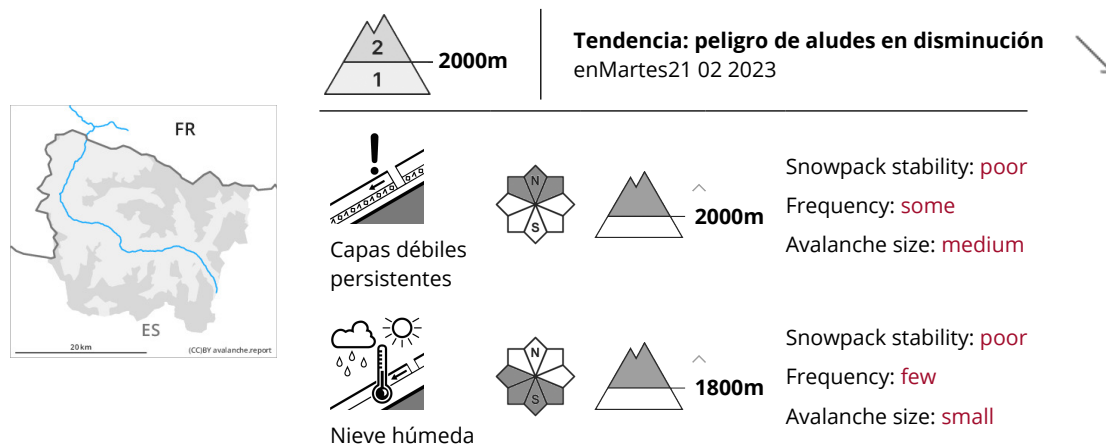 2
1
2000m
Tendencia: peligro de aludes en disminución
enMartes21 02 2023
FR
ES
20 km
(CC)BY avalanche.report
N
S
2000m
Capas débiles
persistentes
Snowpack stability: poor
Frequency: some
Avalanche size: medium
N
S
1800m
Nieve húmeda
Snowpack stability: poor
Frequency: few
Avalanche size: small